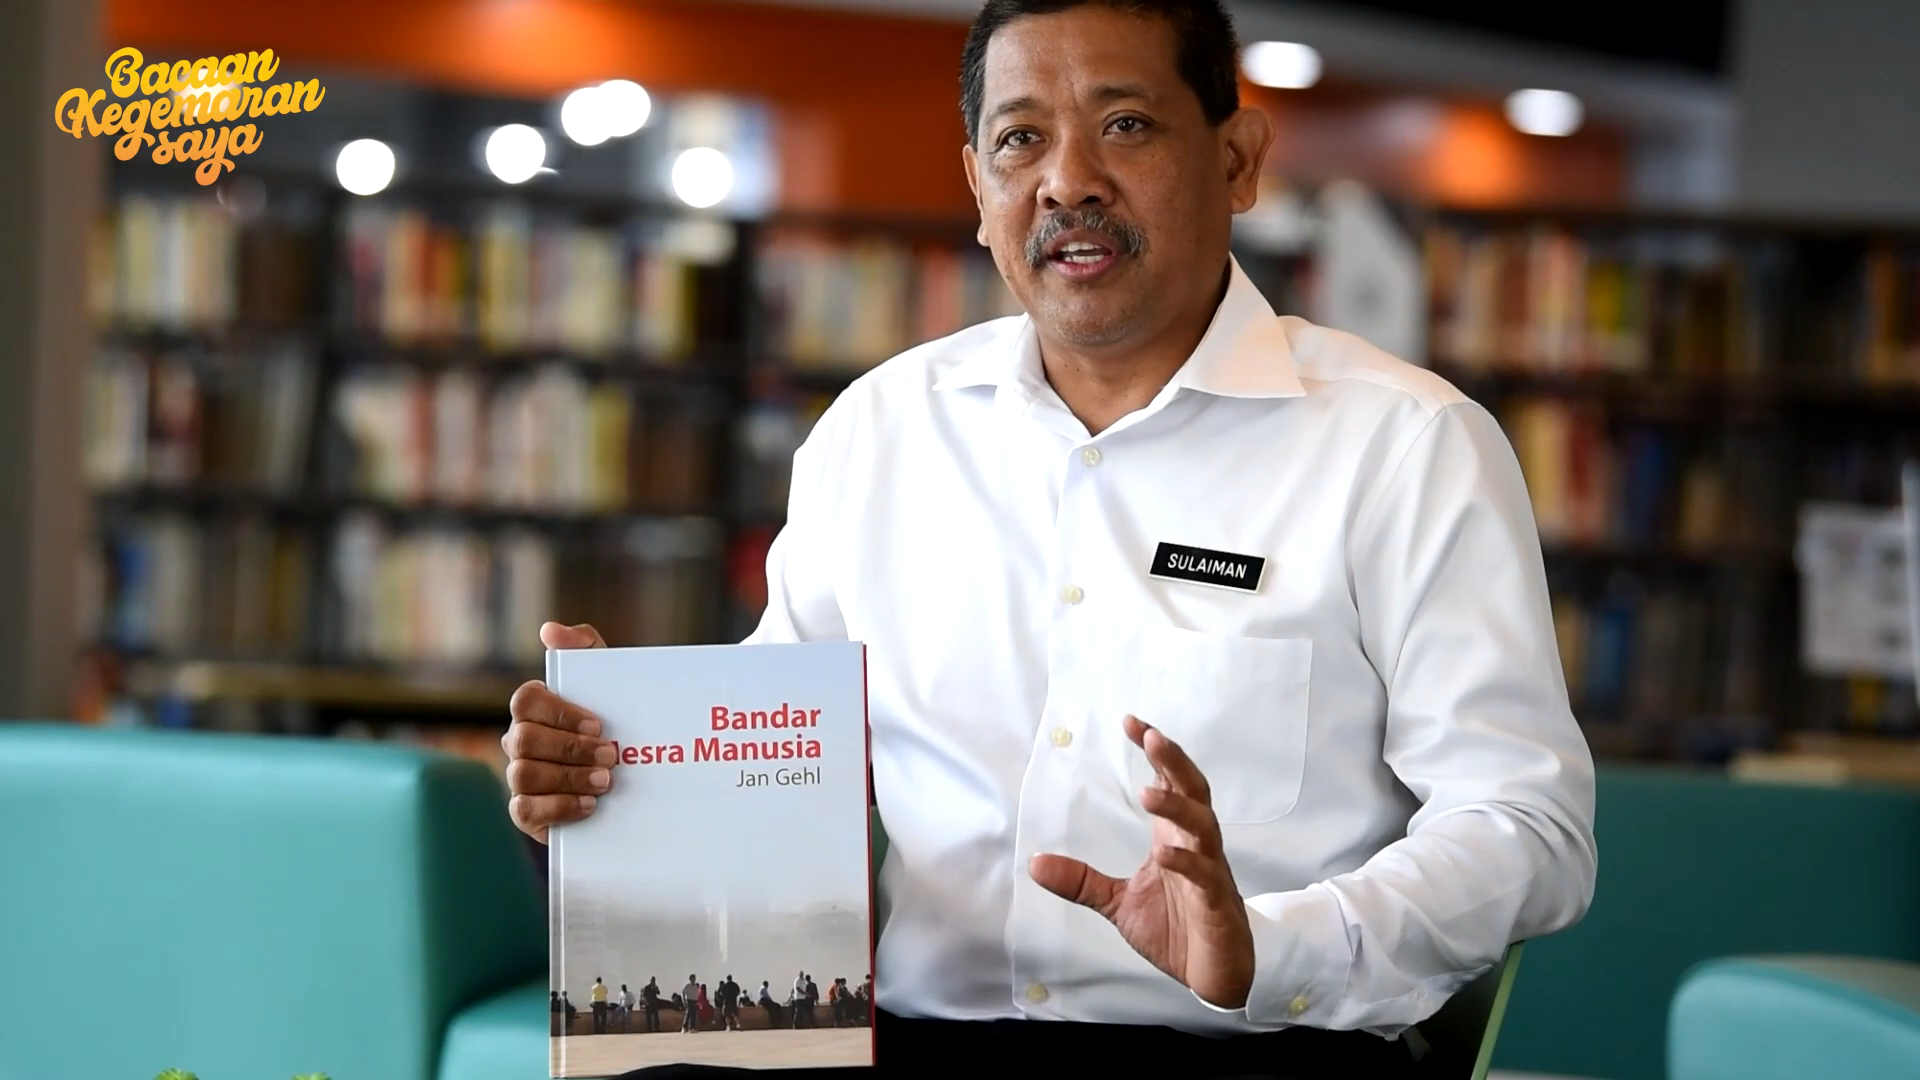 Bacaan
Kegemaran
saya
SULAIMAN
Bandar
esra Manusia
Jan Gehl